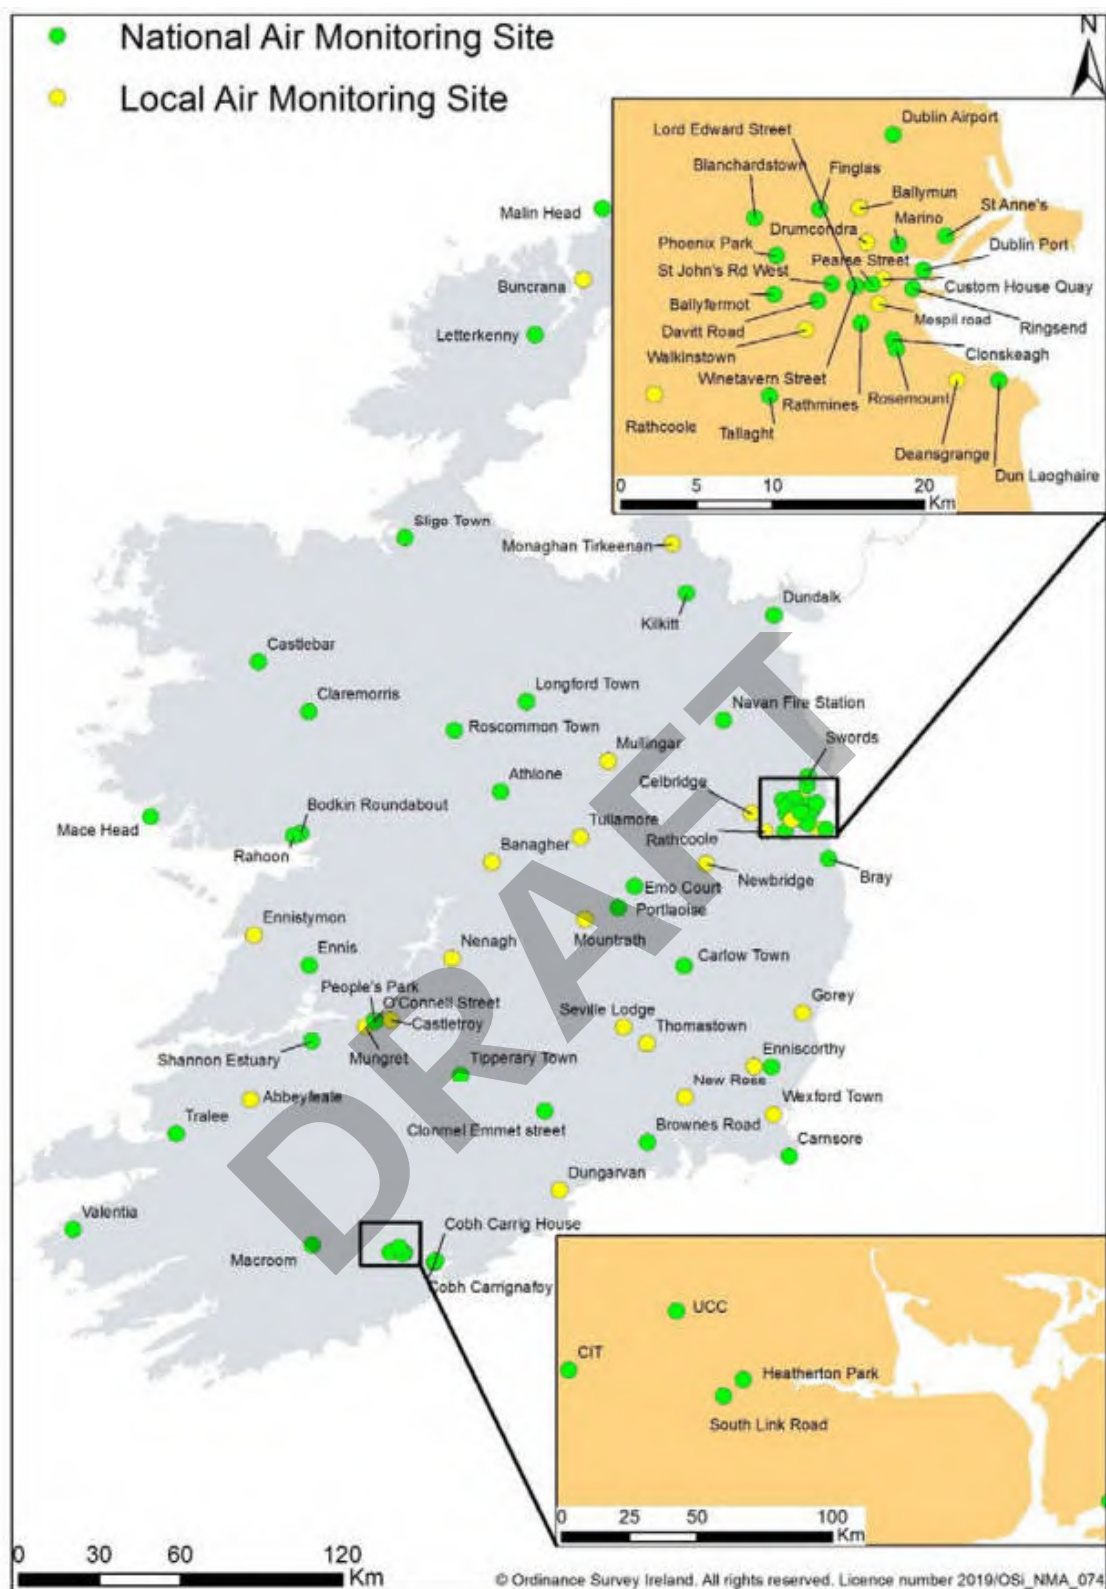 National Air Monitoring Site
Local Air Monitoring Site
N
Dublin Airport
Lord Edward Street
Blanchardstown
Finglas
Ballymun
St Anne's
Marino
Drumcondra
Phoenix Park
Dublin Port
Pearse Street
St John's Rd West
Custom House Quay
Ballyfermot
Mespil road
Ringsend
Davitt Road
Clonskeagh
Walkinstown
Winetavern Street
Rosemount
Rathmines
Rathcoole
Tallaght
Deansgrange
Dun Laoghaire
0 5 10 20
Km
Malin Head
Buncrana
Letterkenny
Sligo Town
Monaghan Tirkeenan
Kilkitt
Dundalk
Castlebar
Claremorris
Longford Town
Navan Fire Station
Roscommon Town
Swords
Mullingar
Athlone
Celbridge
Bodkin Roundabout
Mace Head
Tullamore
Rathcoole
Rahoon
Banagher
Newbridge
Bray
Emo Court
Portlaoise
Ennistymon
Mountrath
Nenagh
Ennis
Carlow Town
People's Park
O'Connell Street
Castletroy
Seville Lodge
Gorey
Thomastown
Shannon Estuary
Mungret
Tipperary Town
Enniscorthy
New Ross
Abbeyfeale
Wexford Town
Tralee
Clonmel Emmet street
Brownes Road
Carnsore
Dungarvan
Valentia
Cobh Carrig House
Macroom
Cobh Carrignafoy
DRAFT
UCC
CIT
Heatherton Park
South Link Road
0 25 50 100
Km
0 30 60 120
Km
© Ordinance Survey Ireland. All rights reserved. Licence number 2019/OSi_NMA_074